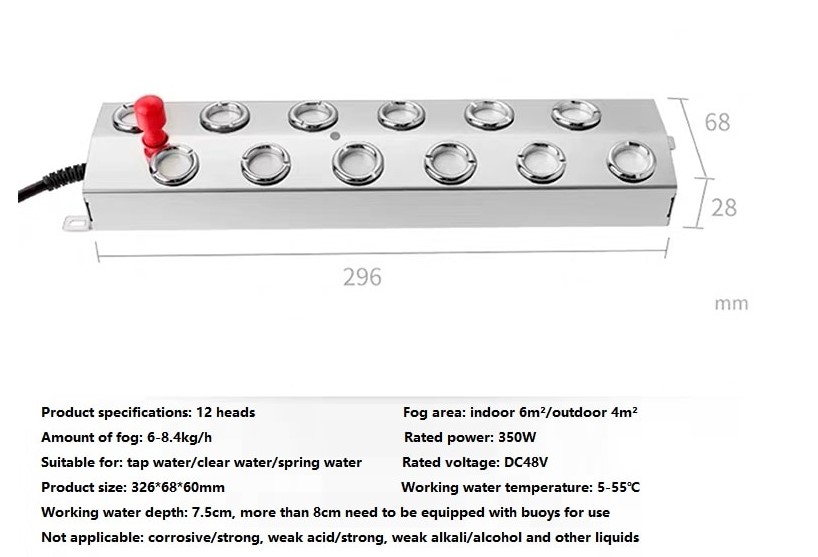 68
28
296
mm
Product specifications: 12 heads
Fog area: indoor 6m²/outdoor 4m²
Amount of fog: 6-8.4kg/h
Rated power: 350W
Suitable for: tap water/clear water/spring water
Rated voltage: DC48V
Product size: 326*68*60mm
Working water temperature: 5-55℃
Working water depth: 7.5cm, more than 8cm need to be equipped with buoys for use
Not applicable: corrosive/strong, weak acid/strong, weak alkali/alcohol and other liquids